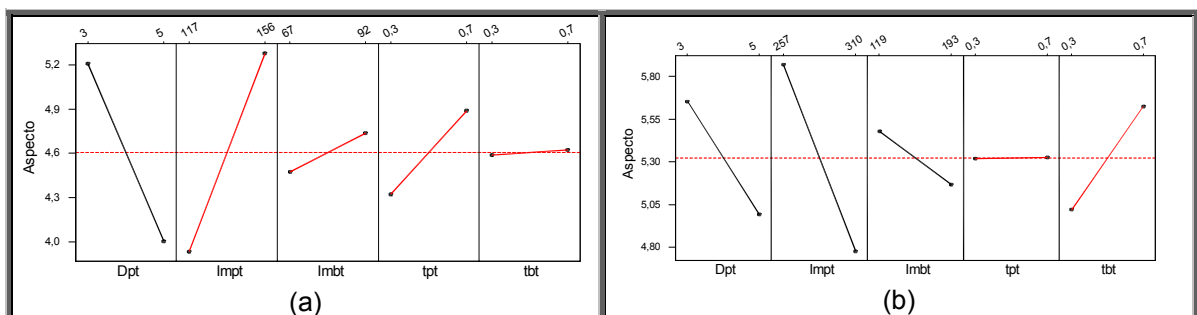 3 5 117 156 67 92 0,3 0,7 0,3 0,7
5,2
4,9
4,6
4,3
4,0
Aspecto
Dpt Impt Imbt tpt tbt
(a)
3 5 257 310 119 193 0,3 0,7 0,3 0,7
5,80
5,55
5,30
5,05
4,80
Aspecto
Dpt Impt Imbt tpt tbt
(b)